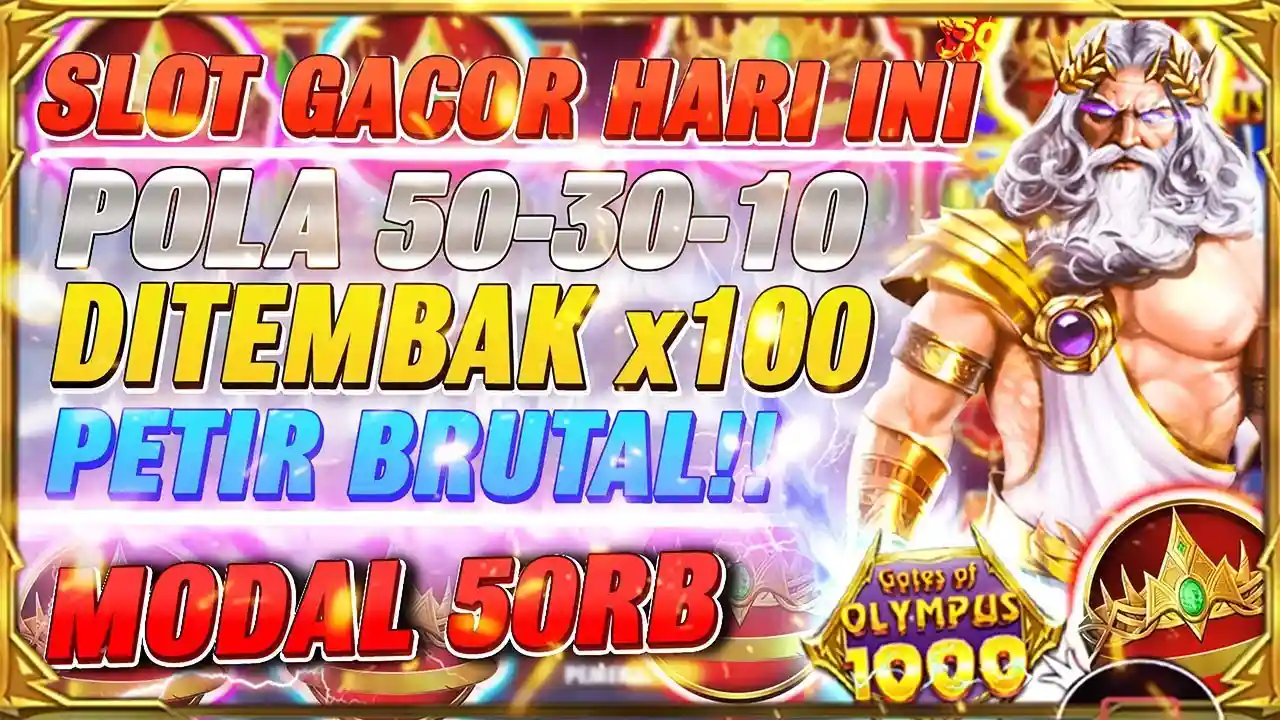 SLOT GACOR HARI INI
POLA 50-30-10
DITEMBAK x100
PETIR BRUTAL!!
MODAL 50RB
Gates of
OLYMPUS
1000